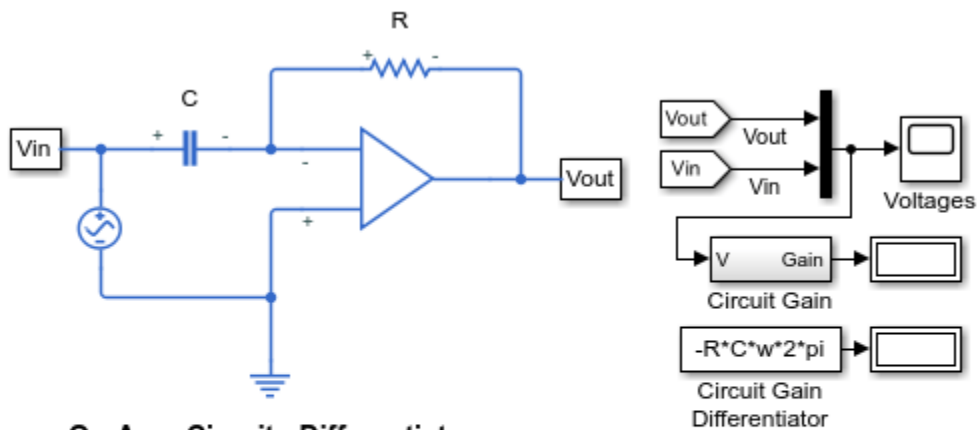 R
+ -
C
+ -
Vin
-
+
Vout
Vout
Vout
Vin
Vin
Voltages
V Gain
Circuit Gain
-R*C*w*2*pi
Circuit Gain
Differentiator